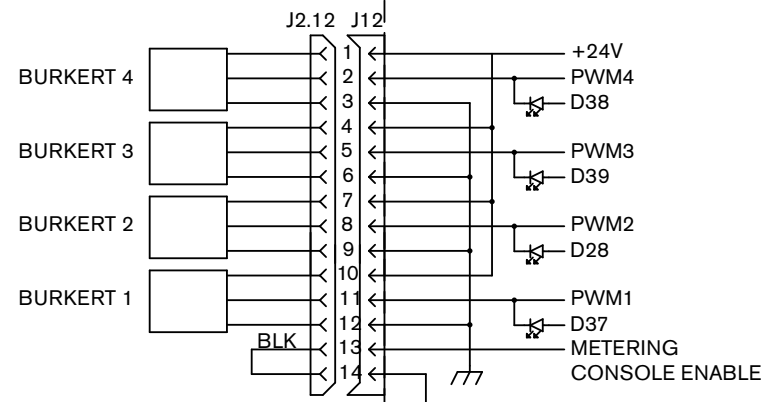 J2.12 J12
1 +24V
BURKERT 4 2 PWM4
3 D38
4
BURKERT 3 5 PWM3
6 D39
7
BURKERT 2 8 PWM2
9 D28
10
BURKERT 1 11 PWM1
12 D37
BLK 13 METERING
14 CONSOLE ENABLE